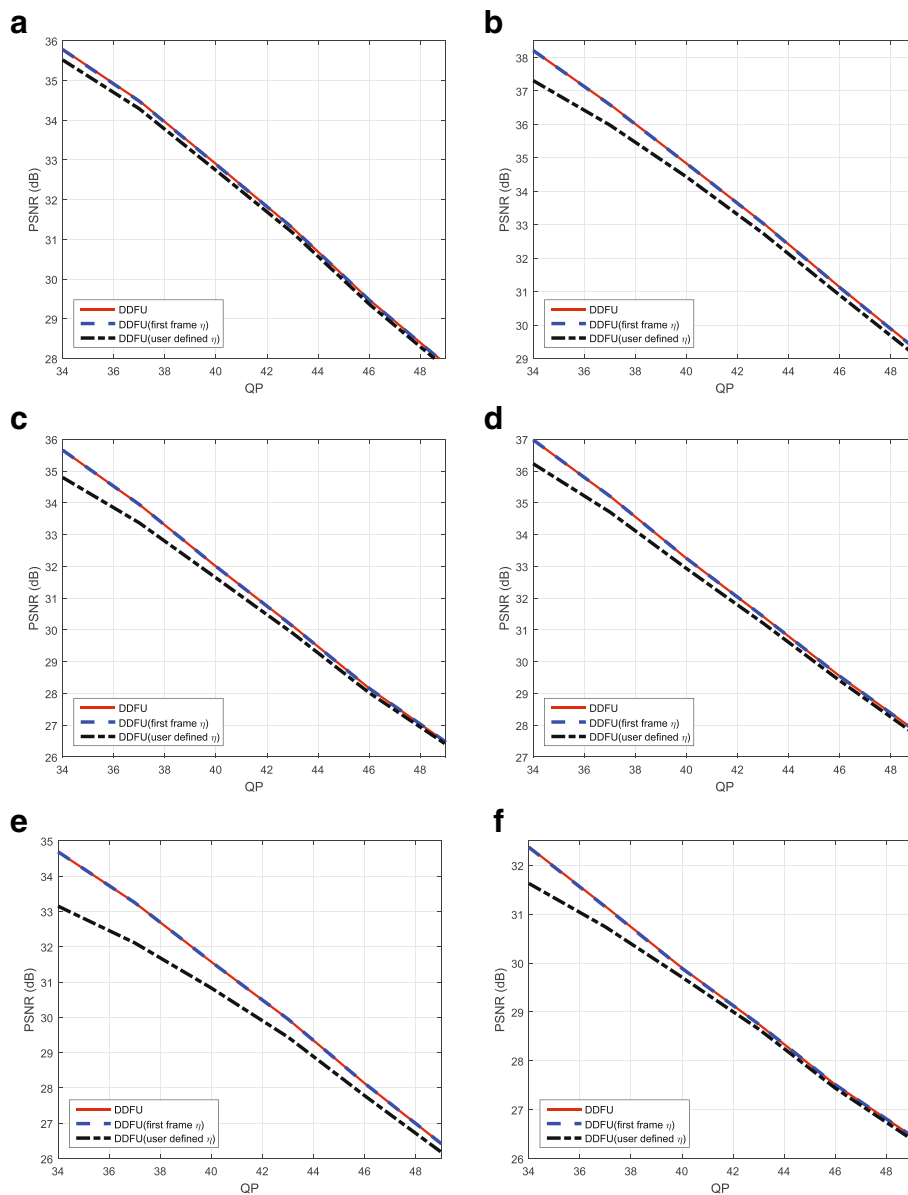 a
36
35
34
33
32
31
30
29
28
PSNR (dB)
DDFU
DDFU(first frame η)
DDFU(user defined η)
34 36 38 40 42 44 46 48
QP
b
38
37
36
35
34
33
32
31
30
29
PSNR (dB)
DDFU
DDFU(first frame η)
DDFU(user defined η)
34 36 38 40 42 44 46 48
QP
c
36
35
34
33
32
31
30
29
28
27
26
PSNR (dB)
DDFU
DDFU(first frame η)
DDFU(user defined η)
34 36 38 40 42 44 46 48
QP
d
37
36
35
34
33
32
31
30
29
28
27
PSNR (dB)
DDFU
DDFU(first frame η)
DDFU(user defined η)
34 36 38 40 42 44 46 48
QP
e
35
34
33
32
31
30
29
28
27
26
PSNR (dB)
DDFU
DDFU(first frame η)
DDFU(user defined η)
34 36 38 40 42 44 46 48
QP
f
32
31
30
29
28
27
26
PSNR (dB)
DDFU
DDFU(first frame η)
DDFU(user defined η)
34 36 38 40 42 44 46 48
QP